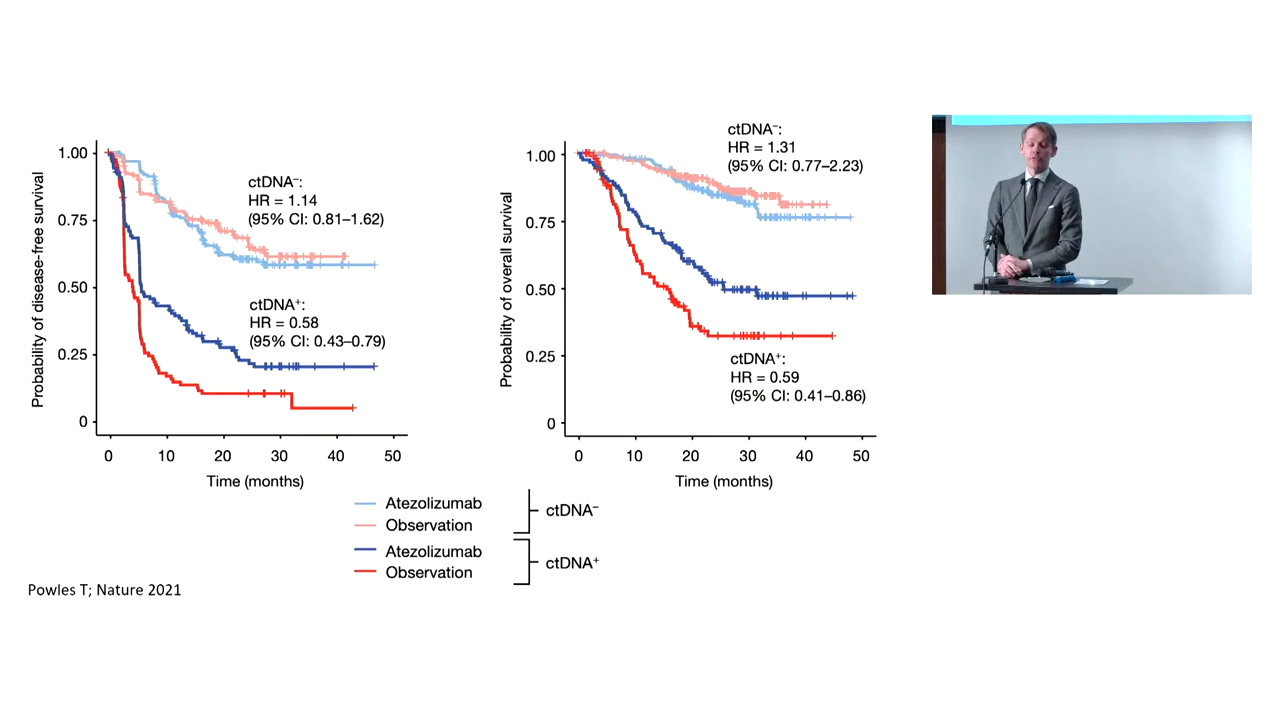 Probability of disease-free survival
1.00
0.75
0.50
0.25
0
0 10 20 30 40 50
Time (months)
ctDNA⁻:
HR = 1.14
(95% CI: 0.81–1.62)
ctDNA⁺:
HR = 0.58
(95% CI: 0.43–0.79)
Probability of overall survival
1.00
0.75
0.50
0.25
0
0 10 20 30 40 50
Time (months)
ctDNA⁻:
HR = 1.31
(95% CI: 0.77–2.23)
ctDNA⁺:
HR = 0.59
(95% CI: 0.41–0.86)
Atezolizumab
Observation
ctDNA⁻
Atezolizumab
Observation
ctDNA⁺
Powles T; Nature 2021